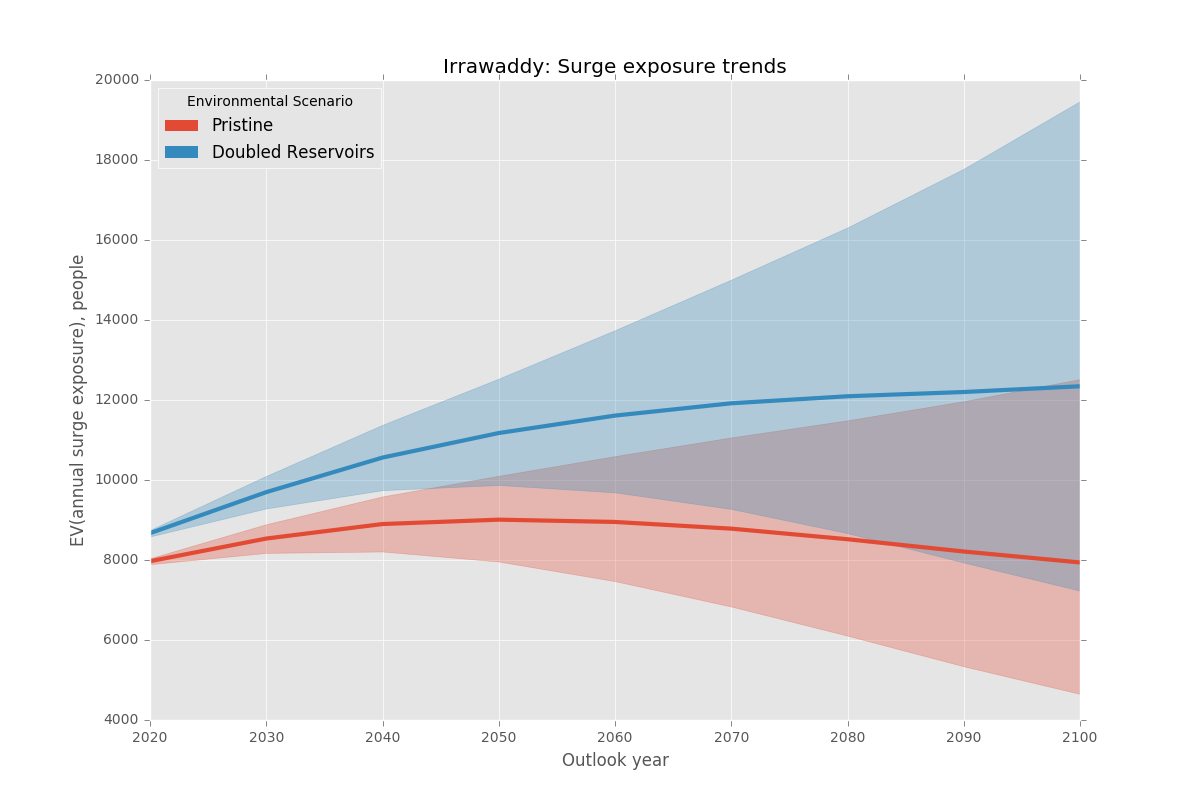 Irrawaddy: Surge exposure trends
20000
18000
16000
14000
12000
10000
8000
6000
4000
EV(annual surge exposure), people
Environmental Scenario
Pristine
Doubled Reservoirs
2020 2030 2040 2050 2060 2070 2080 2090 2100
Outlook year